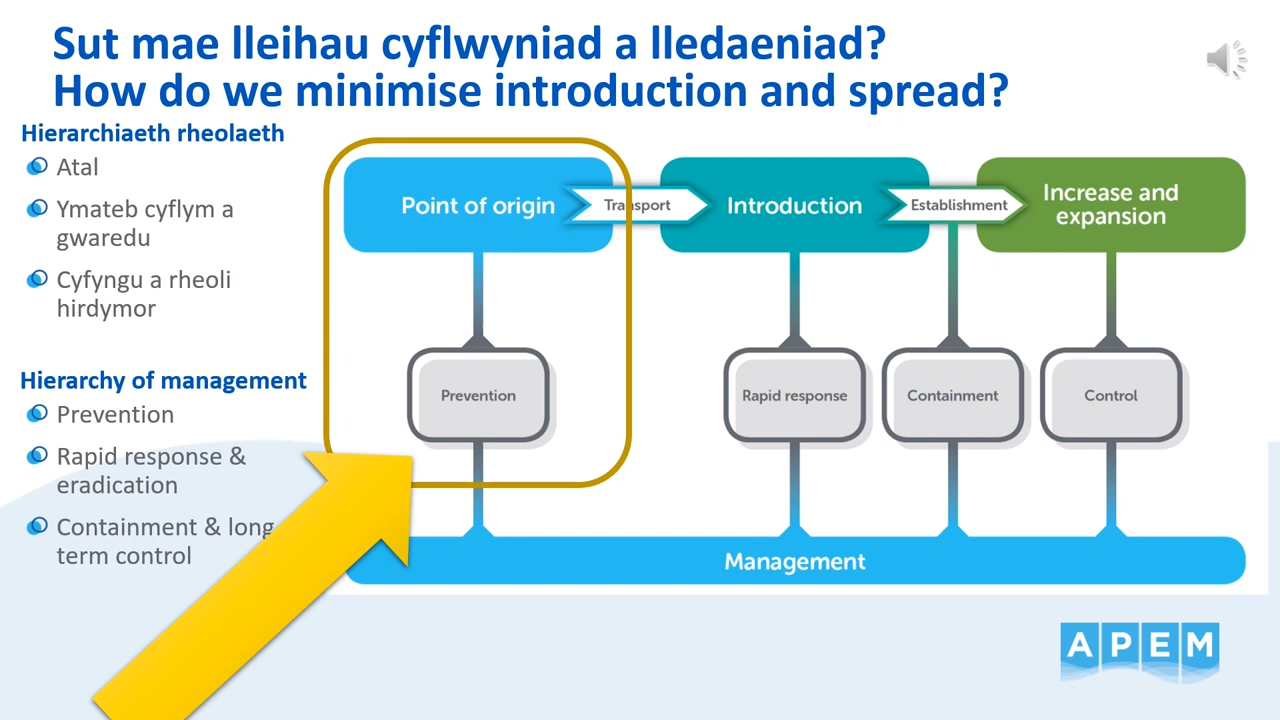 Sut mae lleihau cyflwyniad a lledaeniad?
How do we minimise introduction and spread?
Hierarchiaeth rheolaeth
Atal
Ymateb cyflym a
gwaredu
Cyfyngu a rheoli
hirdymor
Hierarchy of management
Prevention
Rapid response &
eradication
Containment & long
term control
Point of origin
Transport
Introduction
Establishment
Increase and
expansion
Prevention
Rapid response
Containment
Control
Management
APEM